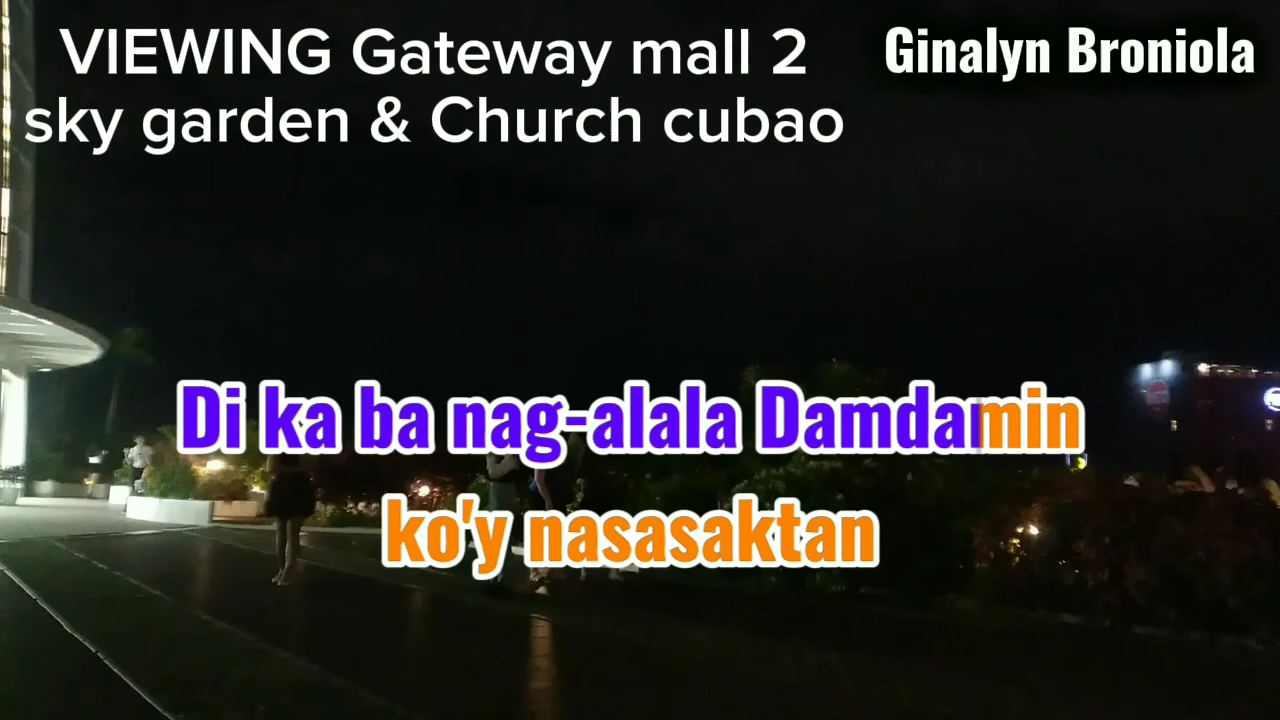 VIEWING Gateway mall 2
sky garden & Church cubao
Ginalyn Broniola
Di ka ba nag-alala Damdamin
ko'y nasasaktan